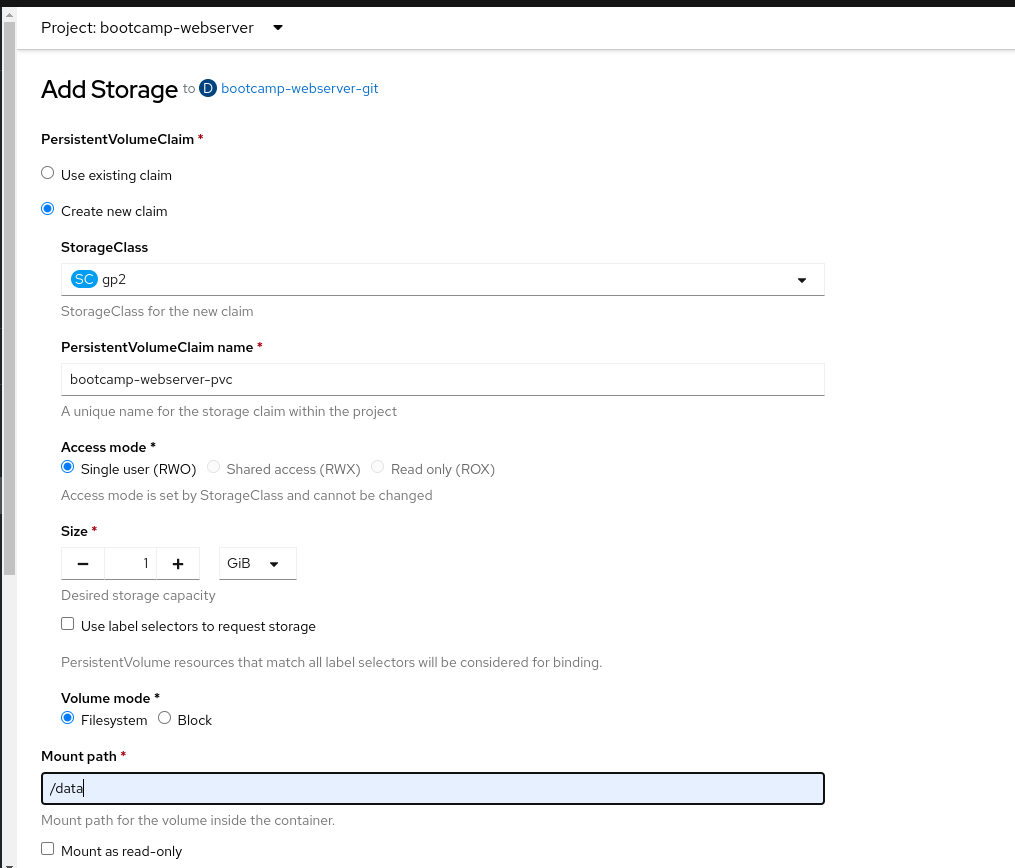 Project: bootcamp-webserver
Add Storage to D bootcamp-webserver-git
PersistentVolumeClaim *
Use existing claim
Create new claim
StorageClass
SC gp2
StorageClass for the new claim
PersistentVolumeClaim name *
bootcamp-webserver-pvc
A unique name for the storage claim within the project
Access mode *
Single user (RWO) Shared access (RWX) Read only (ROX)
Access mode is set by StorageClass and cannot be changed
Size *
1 GiB
Desired storage capacity
Use label selectors to request storage
PersistentVolume resources that match all label selectors will be considered for binding.
Volume mode *
Filesystem Block
Mount path *
/data
Mount path for the volume inside the container.
Mount as read-only